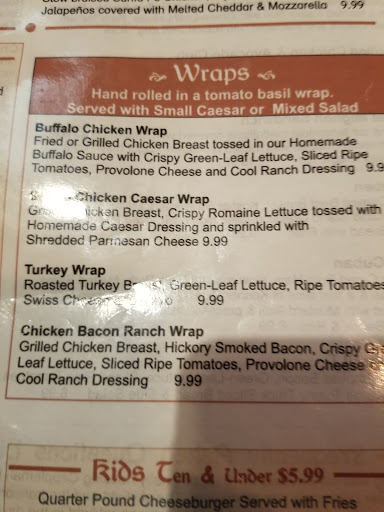 Jalapeños covered with Melted Cheddar & Mozzarella 9.99
Wraps
Hand rolled in a tomato basil wrap.
Served with Small Caesar or Mixed Salad
Buffalo Chicken Wrap
Fried or Grilled Chicken Breast tossed in our Homemade
Buffalo Sauce with Crispy Green-Leaf Lettuce, Sliced Ripe
Tomatoes, Provolone Cheese and Cool Ranch Dressing 9.9
Chicken Caesar Wrap
Chicken Breast, Crispy Romaine Lettuce tossed with
Homemade Caesar Dressing and sprinkled with
Shredded Parmesan Cheese 9.99
Turkey Wrap
Roasted Turkey Breast, Green-Leaf Lettuce, Ripe Tomatoes
Swiss 9.99
Chicken Bacon Ranch Wrap
Grilled Chicken Breast, Hickory Smoked Bacon, Crispy
Leaf Lettuce, Sliced Ripe Tomatoes, Provolone Cheese
Cool Ranch Dressing 9.99
Kids Ten & Under $5.99
Quarter Pound Cheeseburger Served with Fries